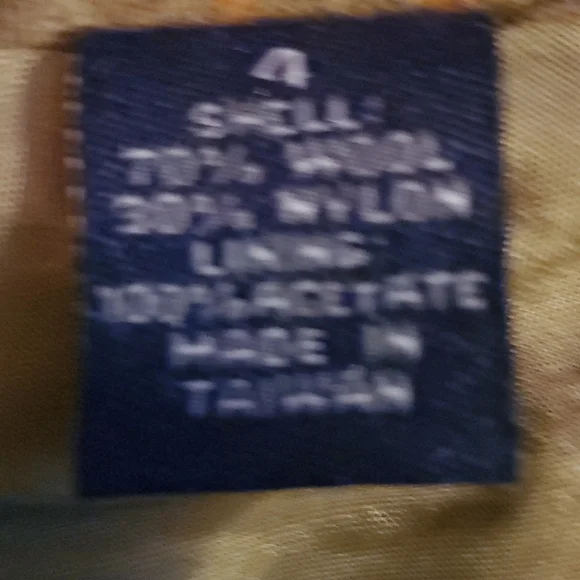 4
SHELL:
70% WOOL
30% NYLON
LINING
100% ACETATE
MADE IN
TAIWAN